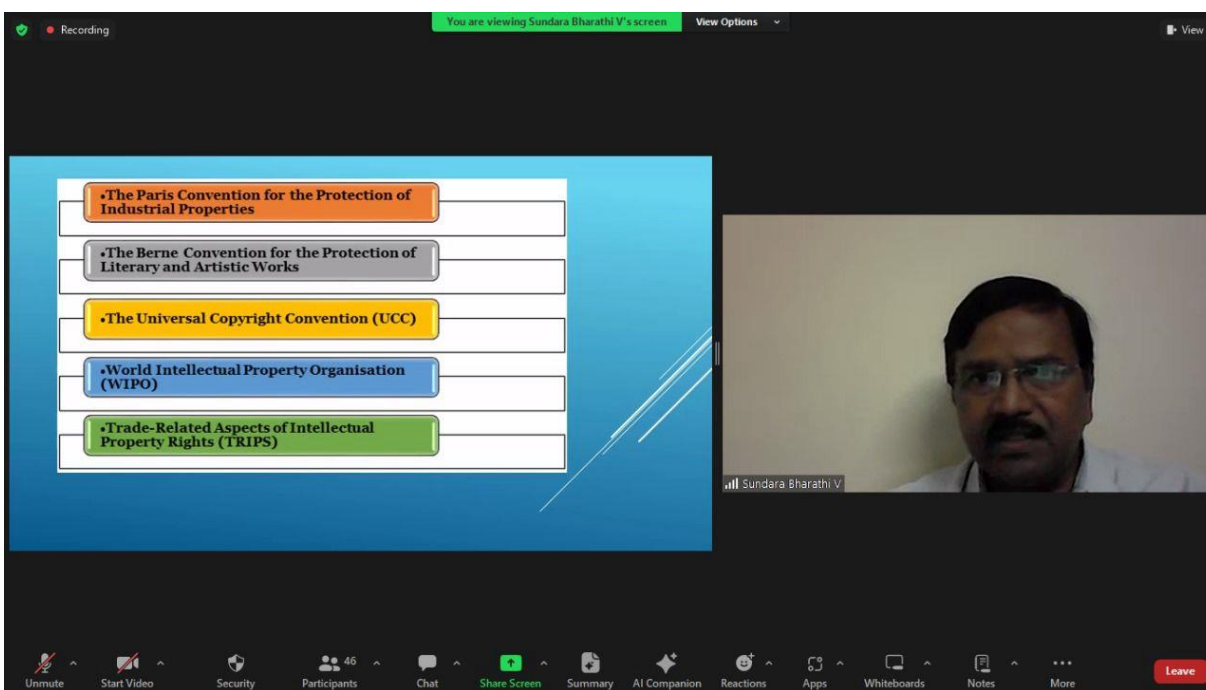 Recording
You are viewing Sundara Bharathi V's screen
View Options
View
•The Paris Convention for the Protection of
Industrial Properties
•The Berne Convention for the Protection of
Literary and Artistic Works
•The Universal Copyright Convention (UCC)
•World Intellectual Property Organisation
(WIPO)
•Trade-Related Aspects of Intellectual
Property Rights (TRIPS)
Sundara Bharathi V
Unmute
Start Video
Security
46
Participants
Chat
Share Screen
Summary
AI Companion
Reactions
Apps
Whiteboards
Notes
More
Leave